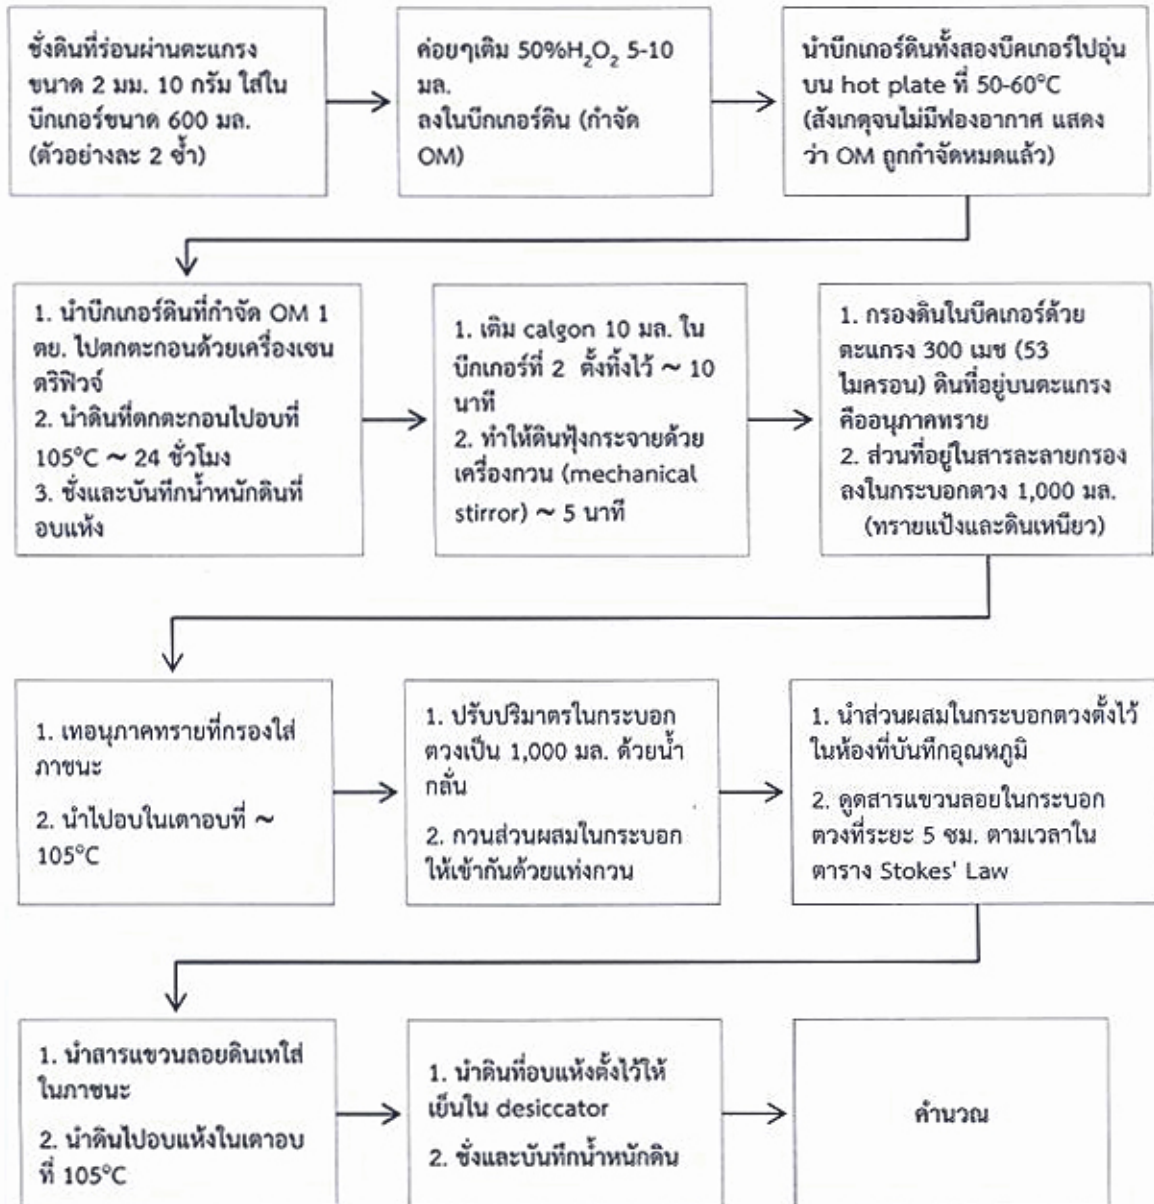 ชั่งดินที่ร่อนผ่านตะแกรง
ขนาด 2 มม. 10 กรัม ใส่ใน
บีกเกอร์ขนาด 600 มล.
(ตัวอย่างละ 2 ซ้ำ)
ค่อยๆเติม 50%H₂O₂ 5-10
มล.
ลงในบีกเกอร์ดิน (กำจัด
OM)
นำบีกเกอร์ดินทั้งสองบีคเกอร์ไปอุ่น
บน hot plate ที่ 50-60°C
(สังเกตุจนไม่มีฟองอากาศ แสดง
ว่า OM ถูกกำจัดหมดแล้ว)
1. นำบีกเกอร์ดินที่กำจัด OM 1
ตย. ไปตกตะกอนด้วยเครื่องเซน
ตริฟิวจ์
2. นำดินที่ตกตะกอนไปอบที่
105°C ~ 24 ชั่วโมง
3. ชั่งและบันทึกน้ำหนักดินที่
อบแห้ง
1. เติม calgon 10 มล. ใน
บีกเกอร์ที่ 2 ตั้งทิ้งไว้ ~ 10
นาที
2. ทำให้ดินฟุ้งกระจายด้วย
เครื่องกวน (mechanical
stirror) ~ 5 นาที
1. กรองดินในบีคเกอร์ด้วย
ตะแกรง 300 เมช (53
ไมครอน) ดินที่อยู่บนตะแกรง
คืออนุภาคทราย
2. ส่วนที่อยู่ในสารละลายกรอง
ลงในกระบอกตวง 1,000 มล.
(ทรายแป้งและดินเหนียว)
1. เทอนุภาคทรายที่กรองใส่
ภาชนะ
2. นำไปอบในเตาอบที่ ~
105°C
1. ปรับปริมาตรในกระบอก
ตวงเป็น 1,000 มล. ด้วยน้ำ
กลั่น
2. กวนส่วนผสมในกระบอก
ให้เข้ากันด้วยแท่งกวน
1. นำส่วนผสมในกระบอกตวงตั้งไว้
ในห้องที่บันทึกอุณหภูมิ
2. ดูดสารแขวนลอยในกระบอก
ตวงที่ระยะ 5 ซม. ตามเวลาใน
ตาราง Stokes' Law
1. นำสารแขวนลอยดินเทใส่
ในภาชนะ
2. นำดินไปอบแห้งในเตาอบ
ที่ 105°C
1. นำดินที่อบแห้งตั้งไว้ให้
เย็นใน desiccator
2. ชั่งและบันทึกน้ำหนักดิน
คำนวณ